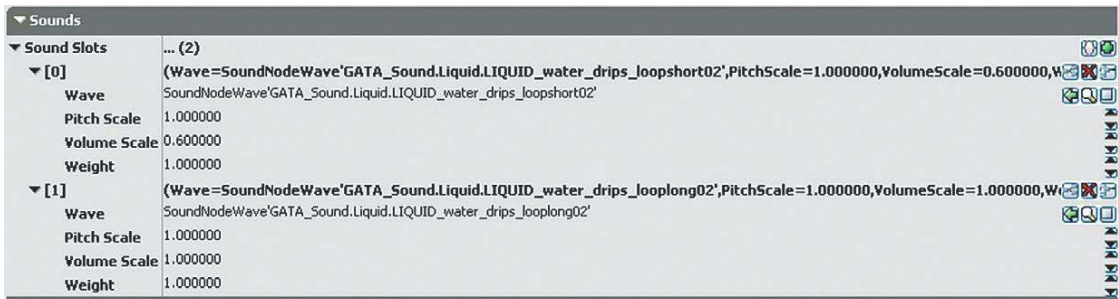 Sounds
Sound Slots ... (2)
[0] (Wave=SoundNodeWave'GATA_Sound.Liquid.LIQUID_water_drips_loopshort02',PitchScale=1.000000,VolumeScale=0.600000,W
Wave SoundNodeWave'GATA_Sound.Liquid.LIQUID_water_drips_loopshort02'
Pitch Scale 1.000000
Volume Scale 0.600000
Weight 1.000000
[1] (Wave=SoundNodeWave'GATA_Sound.Liquid.LIQUID_water_drips_looplong02',PitchScale=1.000000,VolumeScale=1.000000,We
Wave SoundNodeWave'GATA_Sound.Liquid.LIQUID_water_drips_looplong02'
Pitch Scale 1.000000
Volume Scale 1.000000
Weight 1.000000